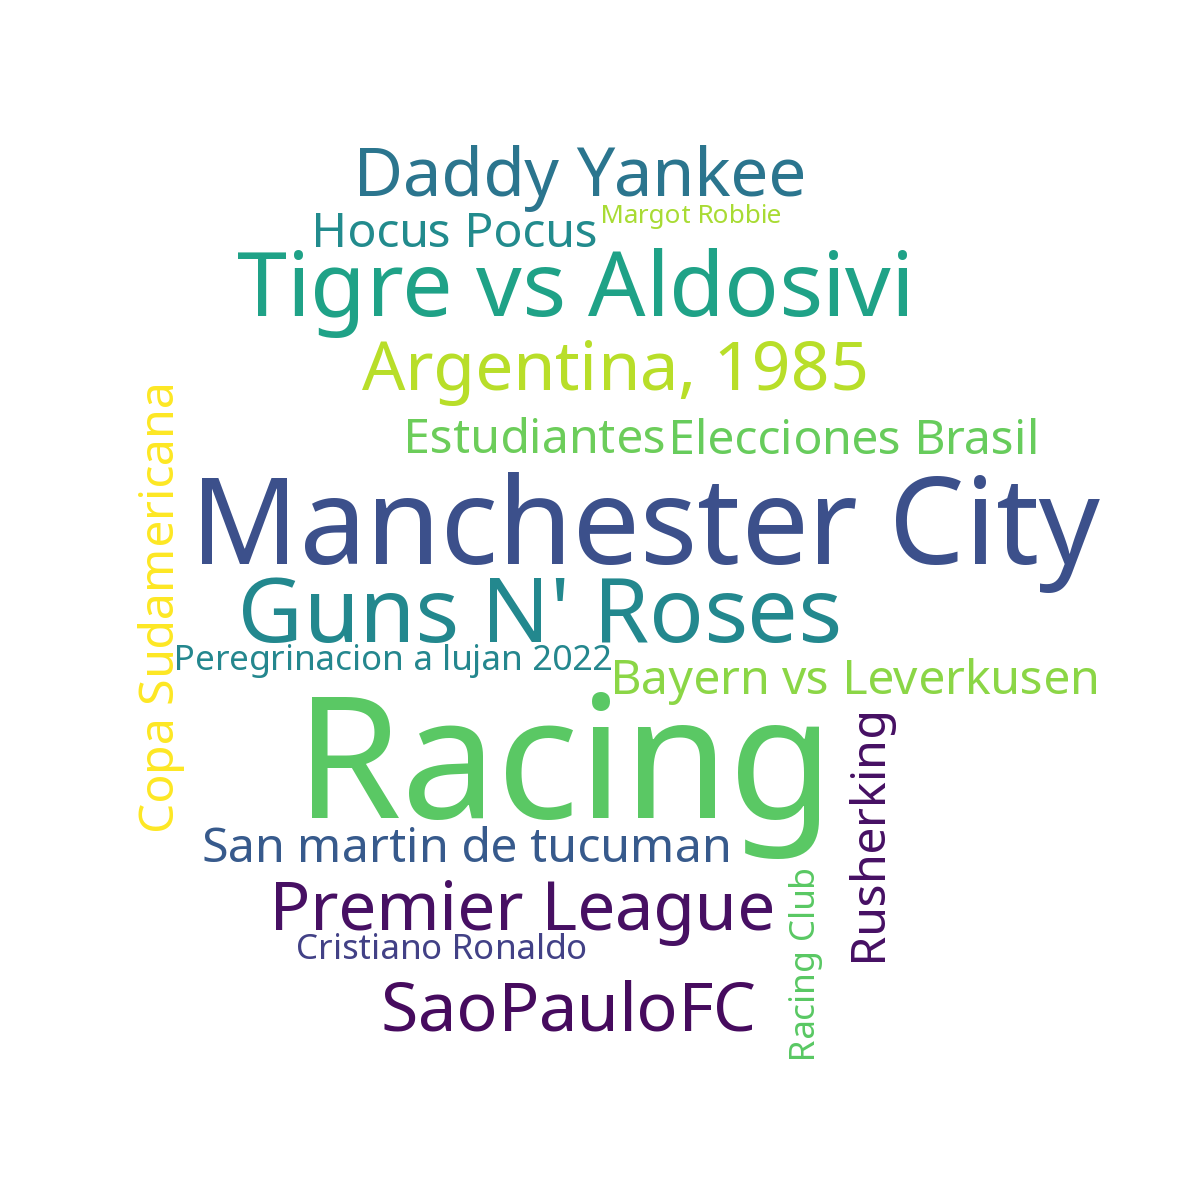 Daddy Yankee
Hocus Pocus
Margot Robbie
Tigre vs Aldosivi
Argentina, 1985
Estudiantes
Elecciones Brasil
Copa Sudamericana
Manchester City
Guns N' Roses
Peregrinacion a lujan 2022
Bayern vs Leverkusen
Racing
Rusherking
San martin de tucuman
Premier League
Racing Club
Cristiano Ronaldo
SaoPauloFC